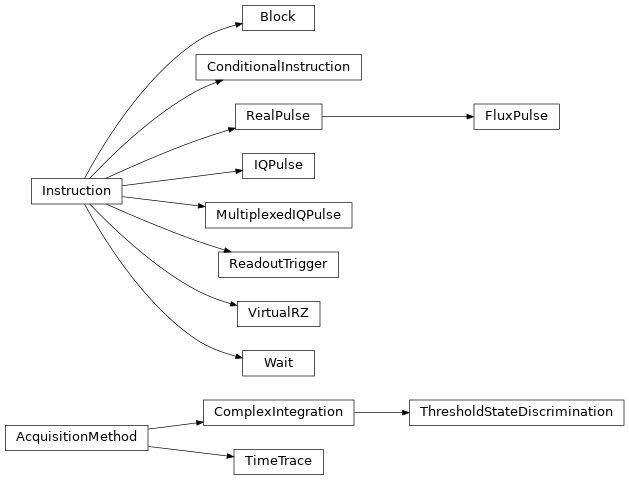 Block
ConditionalInstruction
RealPulse
FluxPulse
IQPulse
Instruction
MultiplexedIQPulse
ReadoutTrigger
VirtualRZ
Wait
ComplexIntegration
ThresholdStateDiscrimination
AcquisitionMethod
TimeTrace